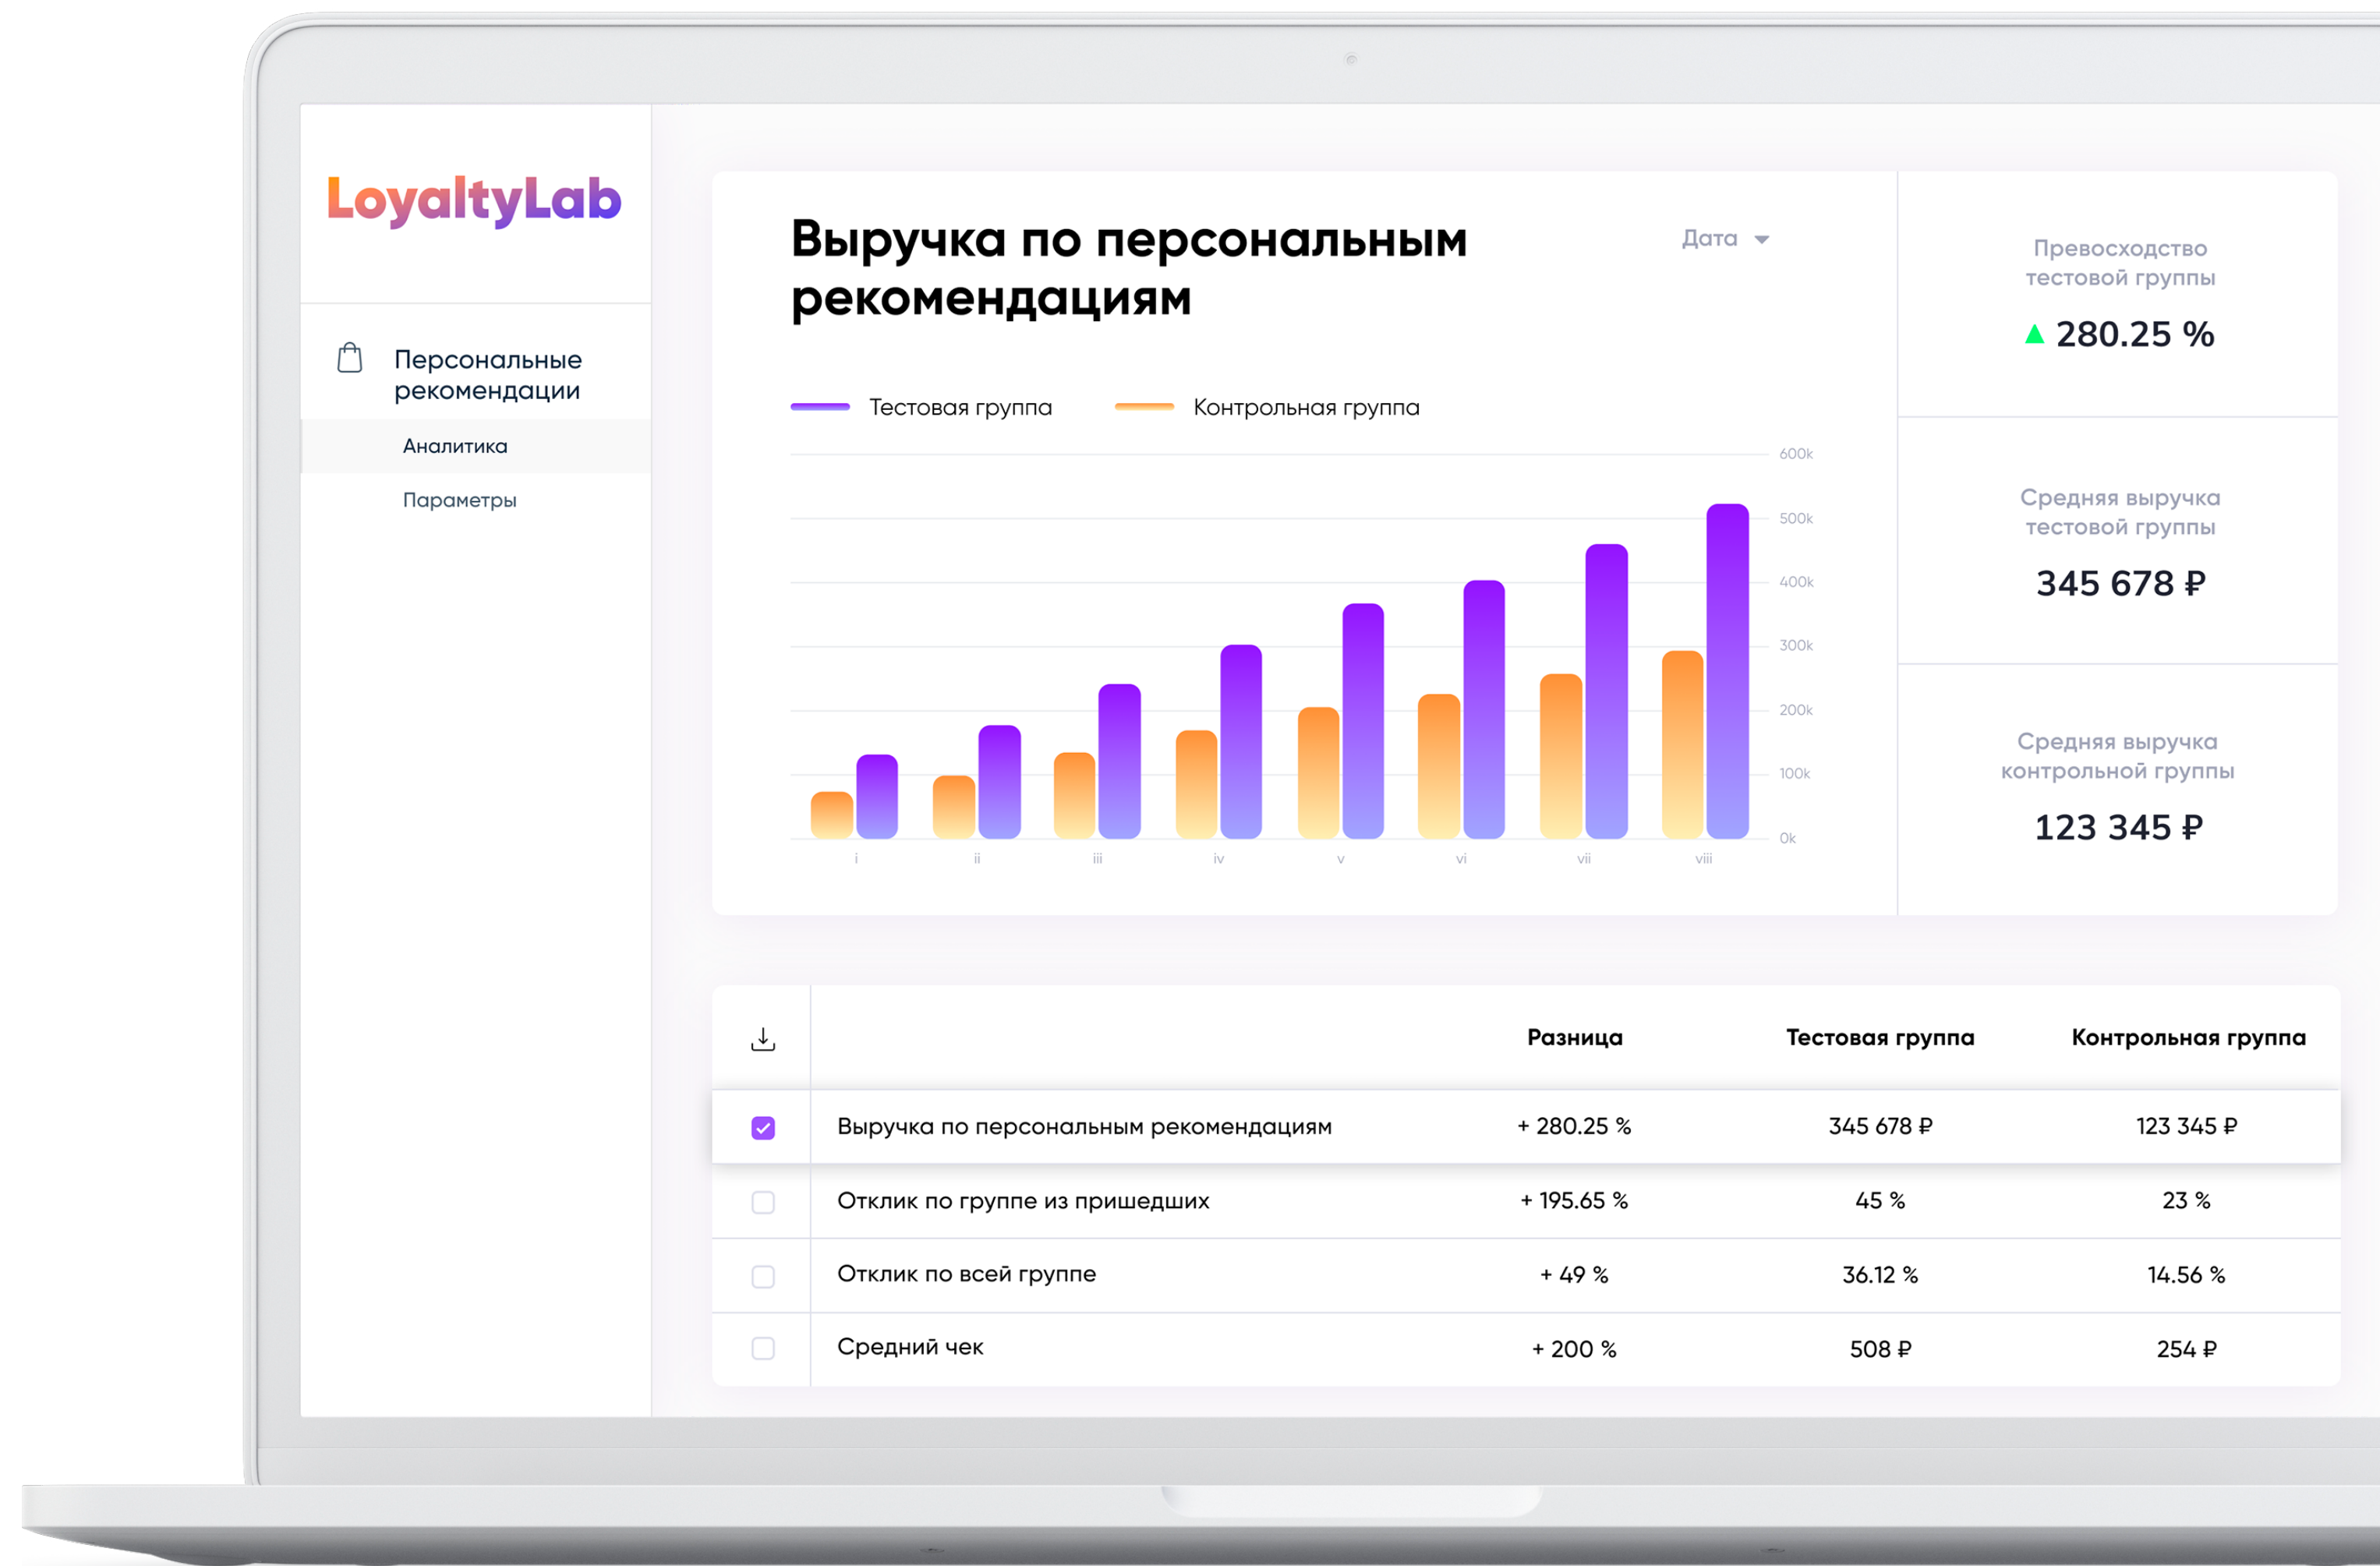 LoyaltyLab
Персональные
рекомендации
Аналитика
Параметры
Выручка по персональным
рекомендациям
Дата
Тестовая группа
Контрольная группа
600k
500k
400k
300k
200k
100k
0k
i ii iii iv v vi vii viii
Превосходство
тестовой группы
280.25 %
Средняя выручка
тестовой группы
345 678 ₽
Средняя выручка
контрольной группы
123 345 ₽
Разница Тестовая группа Контрольная группа
Выручка по персональным рекомендациям + 280.25 % 345 678 ₽ 123 345 ₽
Отклик по группе из пришедших + 195.65 % 45 % 23 %
Отклик по всей группе + 49 % 36.12 % 14.56 %
Средний чек + 200 % 508 ₽ 254 ₽